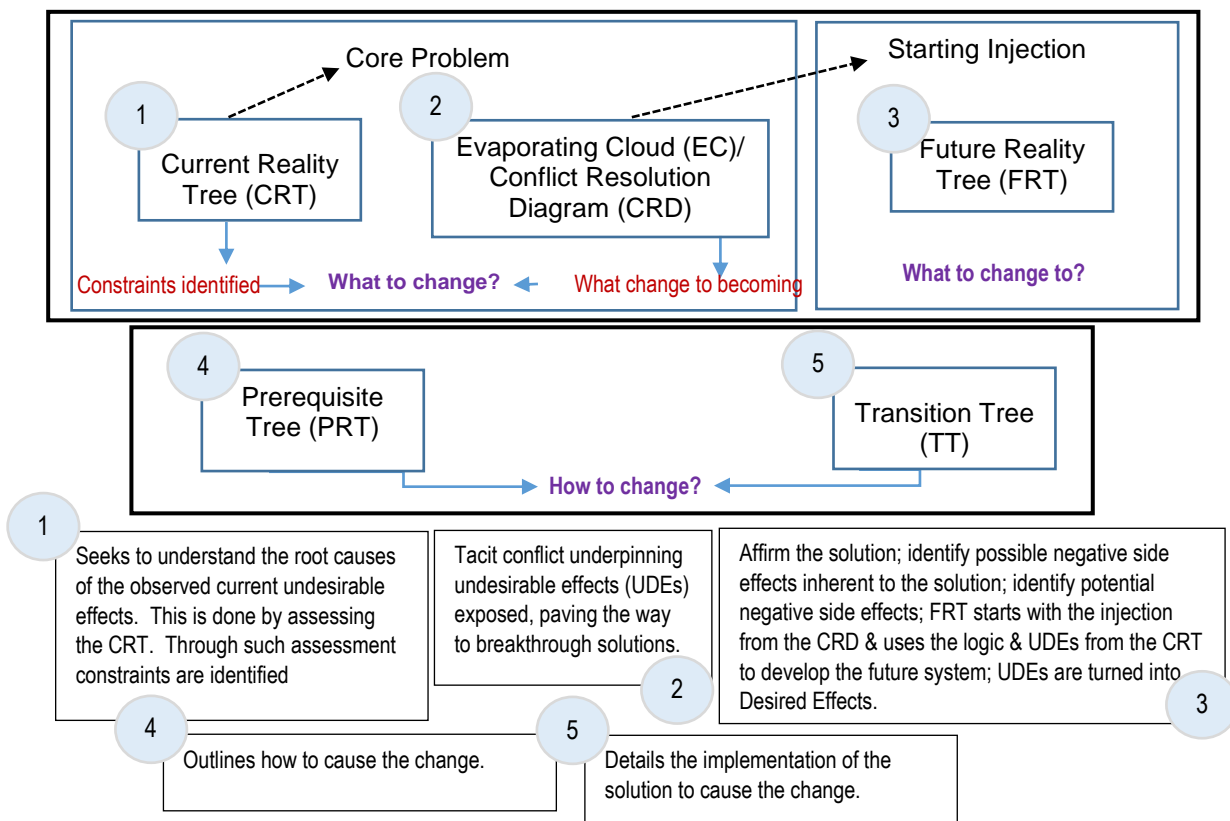 Core Problem
Starting Injection
1
2
3
Current Reality
Tree (CRT)
Evaporating Cloud (EC)/
Conflict Resolution
Diagram (CRD)
Future Reality
Tree (FRT)
Constraints identified
What to change?
What change to becoming
What to change to?
4
5
Prerequisite
Tree (PRT)
Transition Tree
(TT)
How to change?
1
Seeks to understand the root causes
of the observed current undesirable
effects. This is done by assessing
the CRT. Through such assessment
constraints are identified
Tacit conflict underpinning
undesirable effects (UDEs)
exposed, paving the way
to breakthrough solutions.
2
Affirm the solution; identify possible negative side
effects inherent to the solution; identify potential
negative side effects; FRT starts with the injection
from the CRD & uses the logic & UDEs from the CRT
to develop the future system; UDEs are turned into
Desired Effects.
3
4
Outlines how to cause the change.
5
Details the implementation of the
solution to cause the change.